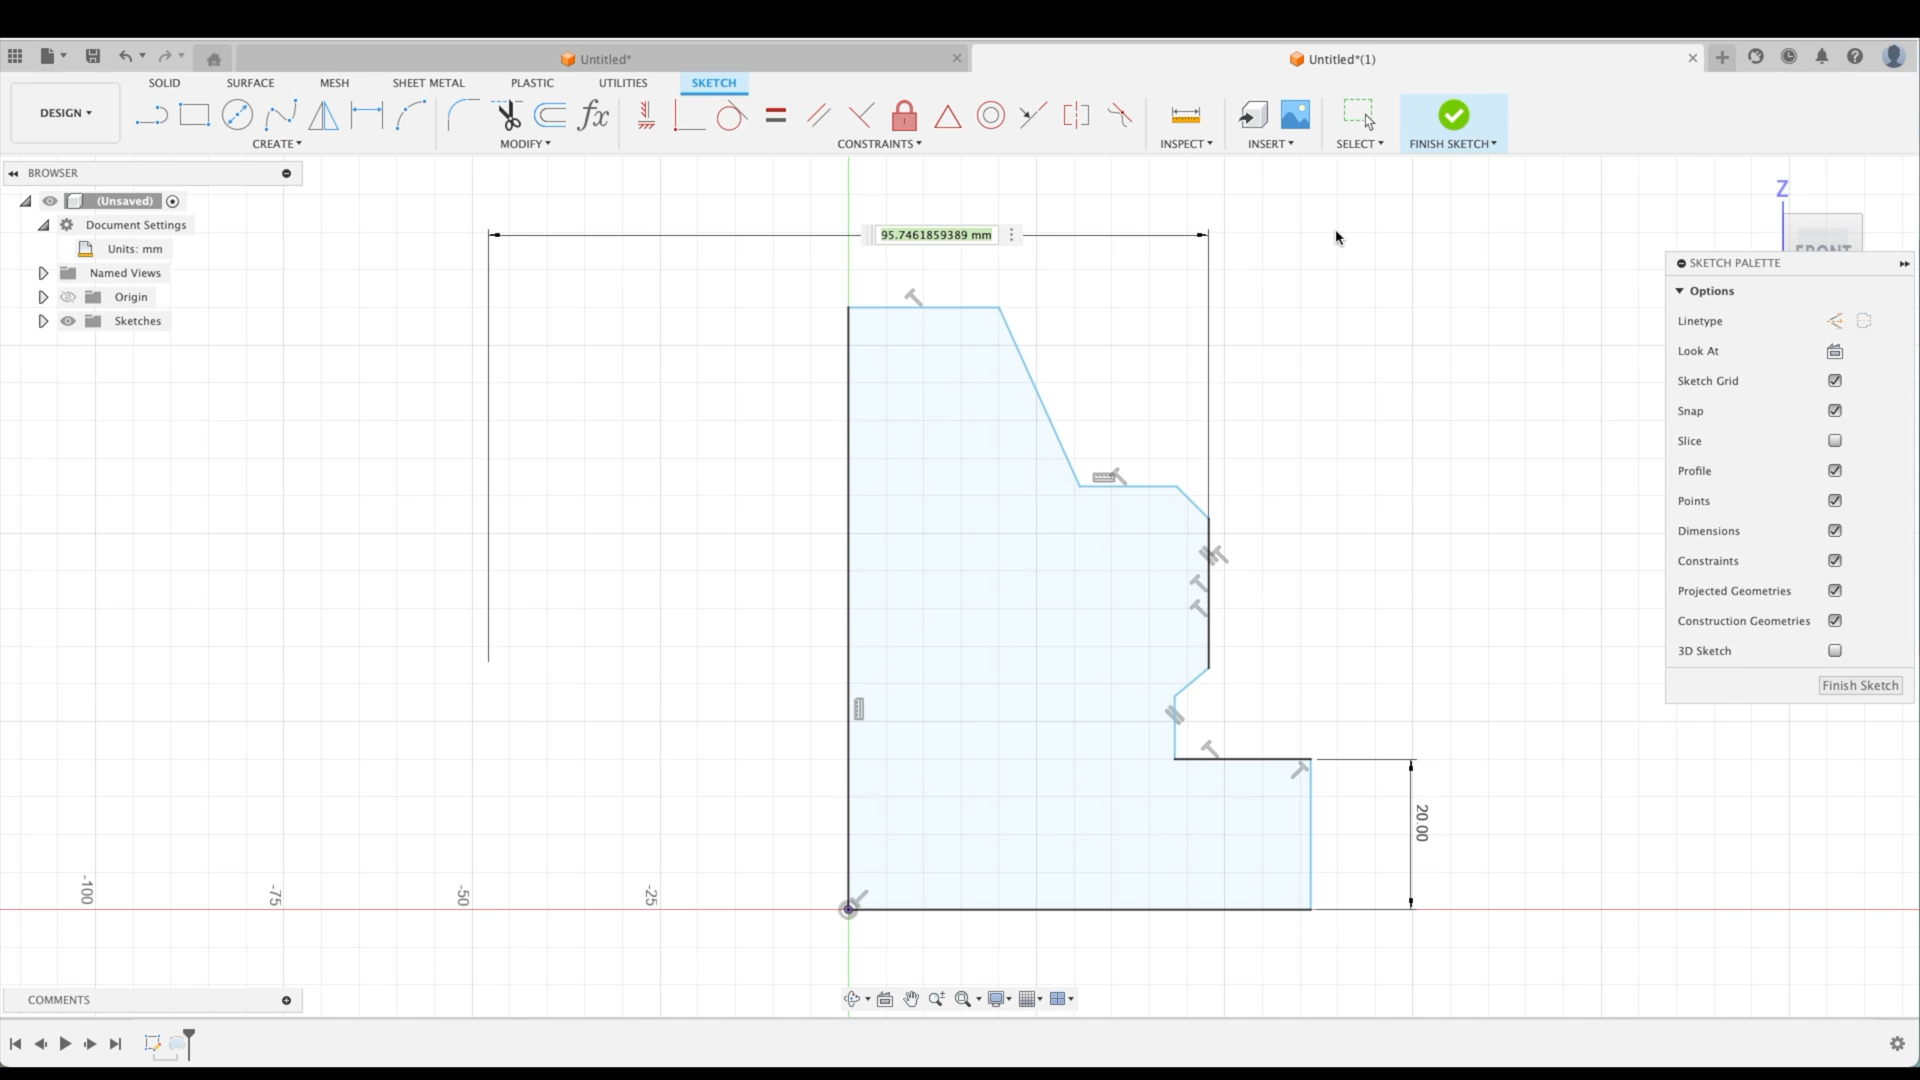 Untitled*
Untitled*(1)
SOLID SURFACE MESH SHEET METAL PLASTIC UTILITIES SKETCH
DESIGN
fx
CREATE MODIFY CONSTRAINTS INSPECT INSERT SELECT FINISH SKETCH
BROWSER
(Unsaved)
Document Settings
Units: mm
Named Views
Origin
Sketches
95.7461859389 mm
Z
FRONT
SKETCH PALETTE
Options
Linetype
Look At
Sketch Grid
Snap
Slice
Profile
Points
Dimensions
Constraints
Projected Geometries
Construction Geometries
3D Sketch
Finish Sketch
20.00
-100 -75 -50 -25
COMMENTS